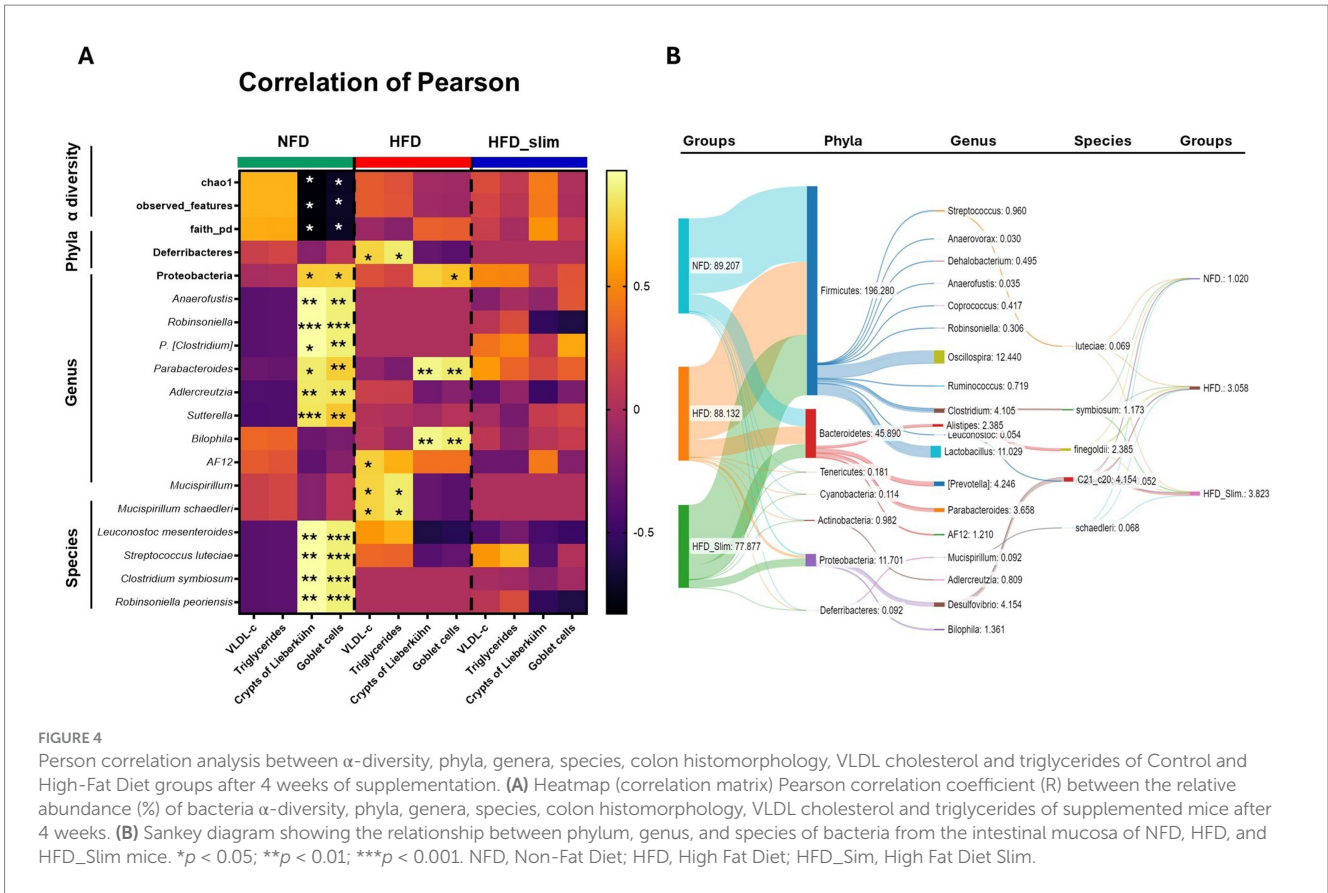 A
Correlation of Pearson
NFD
HFD
HFD_slim
α diversity
Phyla
Genus
Species
chao1
observed_features
faith_pd
Deferribacteres
Proteobacteria
Anaerofustis
Robinsoniella
P. [Clostridium]
Parabacteroides
Adlercreutzia
Sutterella
Bilophila
AF12
Mucispirillum
Mucispirillum schaedleri
Leuconostoc mesenteroides
Streptococcus luteciae
Clostridium symbiosum
Robinsoniella peoriensis
* *
* *
* *
* *
* * *
** **
*** ***
* **
* ** ** **
** **
*** **
** **
*
* *
* *
** ***
** ***
** ***
** ***
0.5
0
-0.5
VLDL-c
Triglycerides
Crypts of Lieberkühn
Goblet cells
VLDL-c
Triglycerides
Crypts of Lieberkühn
Goblet cells
VLDL-c
Triglycerides
Crypts of Lieberkühn
Goblet cells
B
Groups
Phyla
Genus
Species
Groups
NFD: 89.207
HFD: 88.132
HFD_Slim: 77.877
Firmicutes: 196.280
Bacteroidetes: 45.890
Tenericutes: 0.181
Cyanobacteria: 0.114
Actinobacteria: 0.982
Proteobacteria: 11.701
Deferribacteres: 0.092
Streptococcus: 0.960
Anaerovorax: 0.030
Dehalobacterium: 0.495
Anaerofustis: 0.035
Coprococcus: 0.417
Robinsoniella: 0.306
Oscillospira: 12.440
Ruminococcus: 0.719
Clostridium: 4.105
Alistipes: 2.385
Leuconostoc: 0.054
Lactobacillus: 11.029
[Prevotella]: 4.246
Parabacteroides: 3.658
AF12: 1.210
Mucispirillum: 0.092
Adlercreutzia: 0.809
Desulfovibrio: 4.154
Bilophila: 1.361
luteciae: 0.069
symbiosum: 1.173
finegoldii: 2.385
C21_c20: 4.154
.052
schaedleri: 0.068
NFD.: 1.020
HFD.: 3.058
HFD_Slim.: 3.823
FIGURE 4
Person correlation analysis between α-diversity, phyla, genera, species, colon histomorphology, VLDL cholesterol and triglycerides of Control and
High-Fat Diet groups after 4 weeks of supplementation. (A) Heatmap (correlation matrix) Pearson correlation coefficient (R) between the relative
abundance (%) of bacteria α-diversity, phyla, genera, species, colon histomorphology, VLDL cholesterol and triglycerides of supplemented mice after
4 weeks. (B) Sankey diagram showing the relationship between phylum, genus, and species of bacteria from the intestinal mucosa of NFD, HFD, and
HFD_Slim mice. *p < 0.05; **p < 0.01; ***p < 0.001. NFD, Non-Fat Diet; HFD, High Fat Diet; HFD_Sim, High Fat Diet Slim.